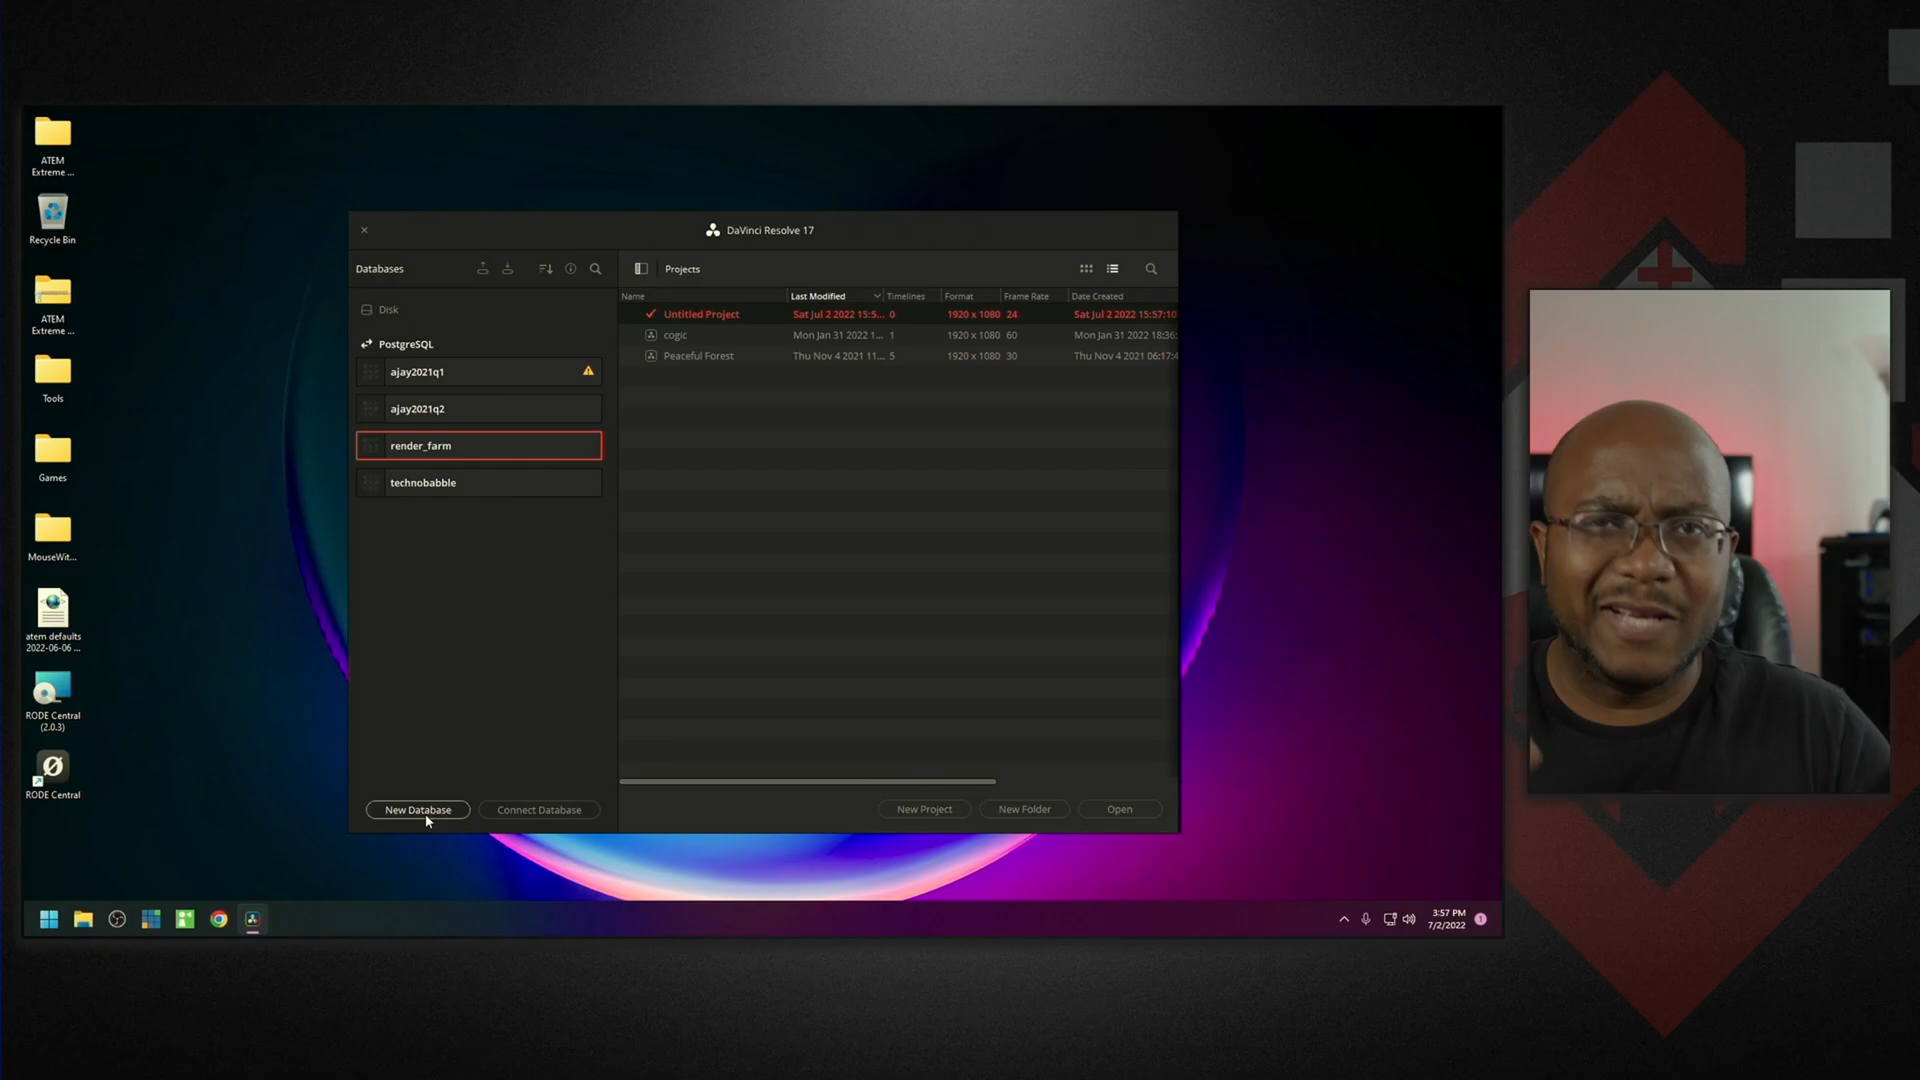 ATEM
Extreme ...
Recycle Bin
ATEM
Extreme ...
Tools
Games
MouseWit...
atem defaults
2022-06-06 ...
RODE Central
(2.0.3)
RODE Central
DaVinci Resolve 17
Databases
Disk
PostgreSQL
ajay2021q1
ajay2021q2
render_farm
technobabble
New Database
Connect Database
Projects
Name Last Modified Timelines Format Frame Rate Date Created
Untitled Project Sat Jul 2 2022 15:5... 0 1920 x 1080 24 Sat Jul 2 2022 15:57:10
cogic Mon Jan 31 2022 1... 1 1920 x 1080 60 Mon Jan 31 2022 18:36:
Peaceful Forest Thu Nov 4 2021 11... 5 1920 x 1080 30 Thu Nov 4 2021 06:17:4
New Project
New Folder
Open
3:57 PM
7/2/2022
1